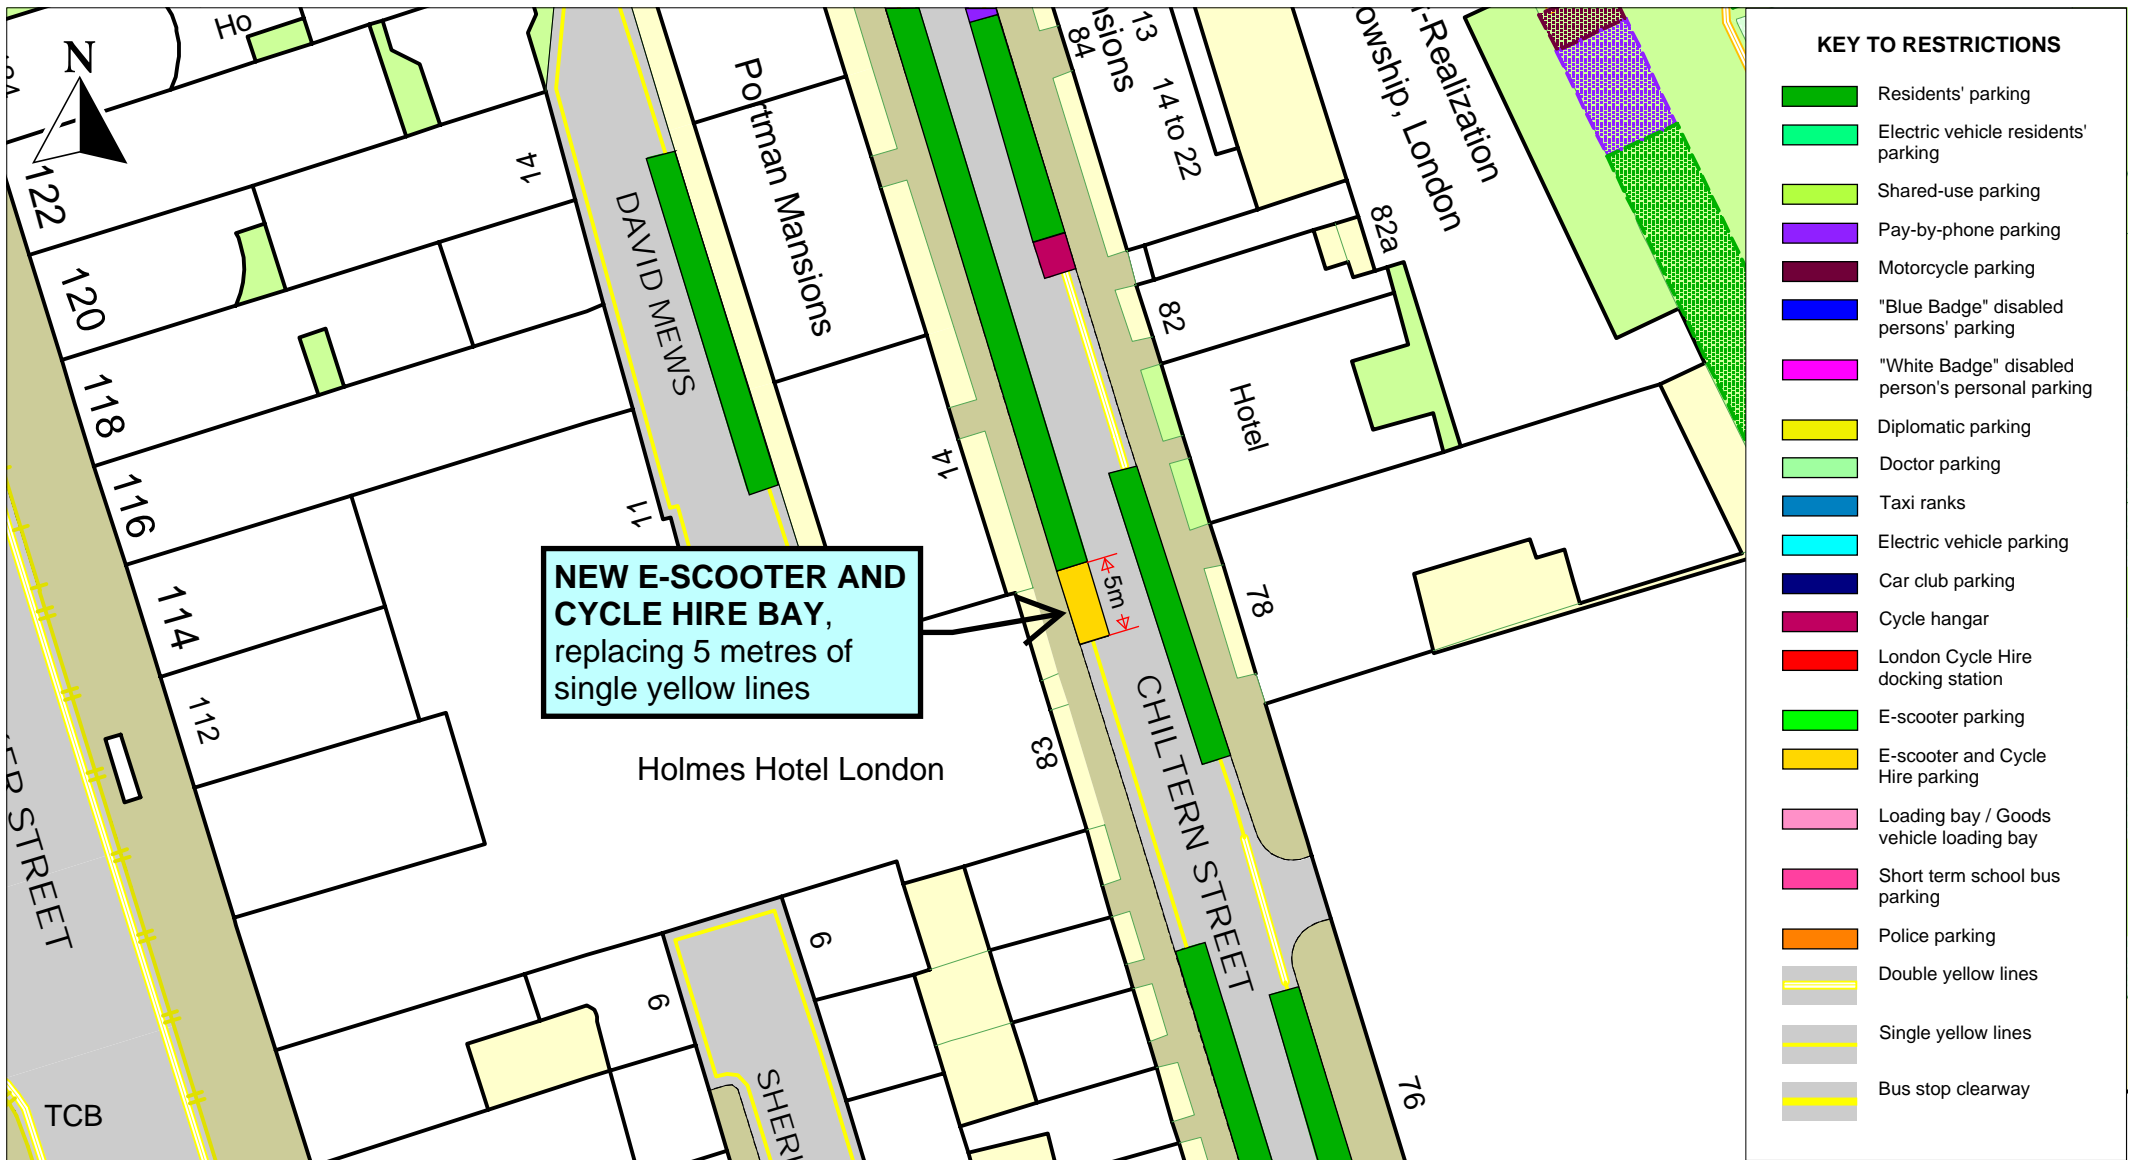 N
Ho
122
120
118
116
114
112
14
11
DAVID MEWS
Portman Mansions
14
84
13
14 to 22
82a
82
Hotel
78
76
83
6
6
NEW E-SCOOTER AND
CYCLE HIRE BAY,
replacing 5 metres of
single yellow lines
5m
Holmes Hotel London
CHILTERN STREET
STREET
TCB
KEY TO RESTRICTIONS
Residents' parking
Electric vehicle residents'
parking
Shared-use parking
Pay-by-phone parking
Motorcycle parking
"Blue Badge" disabled
persons' parking
"White Badge" disabled
person's personal parking
Diplomatic parking
Doctor parking
Taxi ranks
Electric vehicle parking
Car club parking
Cycle hangar
London Cycle Hire
docking station
E-scooter parking
E-scooter and Cycle
Hire parking
Loading bay / Goods
vehicle loading bay
Short term school bus
parking
Police parking
Double yellow lines
Single yellow lines
Bus stop clearway
-Realization
owship, London